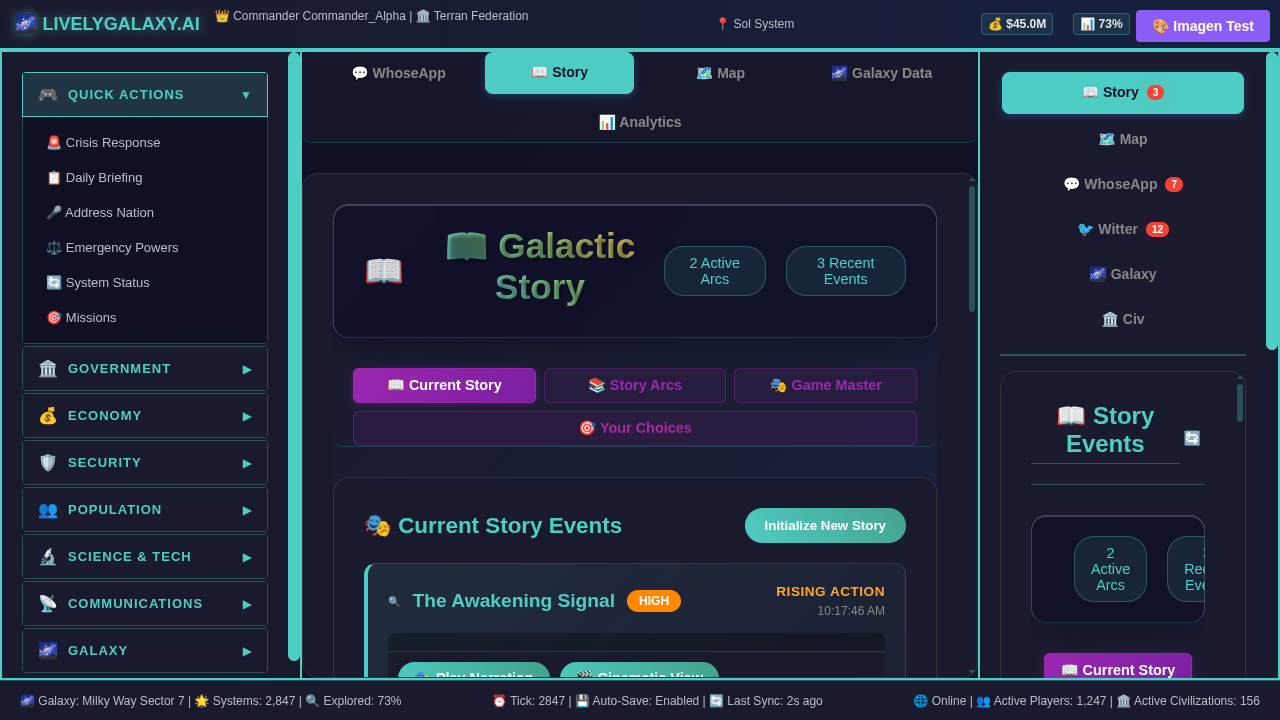 LIVELYGALAXY.AI
Commander Commander_Alpha | Terran Federation
Sol System
$45.0M
73%
Imagen Test
QUICK ACTIONS
Crisis Response
Daily Briefing
Address Nation
Emergency Powers
System Status
Missions
GOVERNMENT
ECONOMY
SECURITY
POPULATION
SCIENCE & TECH
COMMUNICATIONS
GALAXY
WhoseApp
Story
Map
Galaxy Data
Analytics
Galactic
Story
2 Active
Arcs
3 Recent
Events
Current Story
Story Arcs
Game Master
Your Choices
Current Story Events
Initialize New Story
The Awakening Signal
HIGH
RISING ACTION
10:17:46 AM
Play Narration
Cinematic View
Story 3
Map
WhoseApp 7
Witter 12
Galaxy
Civ
Story
Events
2
Active
Arcs
Current Story
Galaxy: Milky Way Sector 7 | Systems: 2,847 | Explored: 73%
Tick: 2847 | Auto-Save: Enabled | Last Sync: 2s ago
Online | Active Players: 1,247 | Active Civilizations: 156